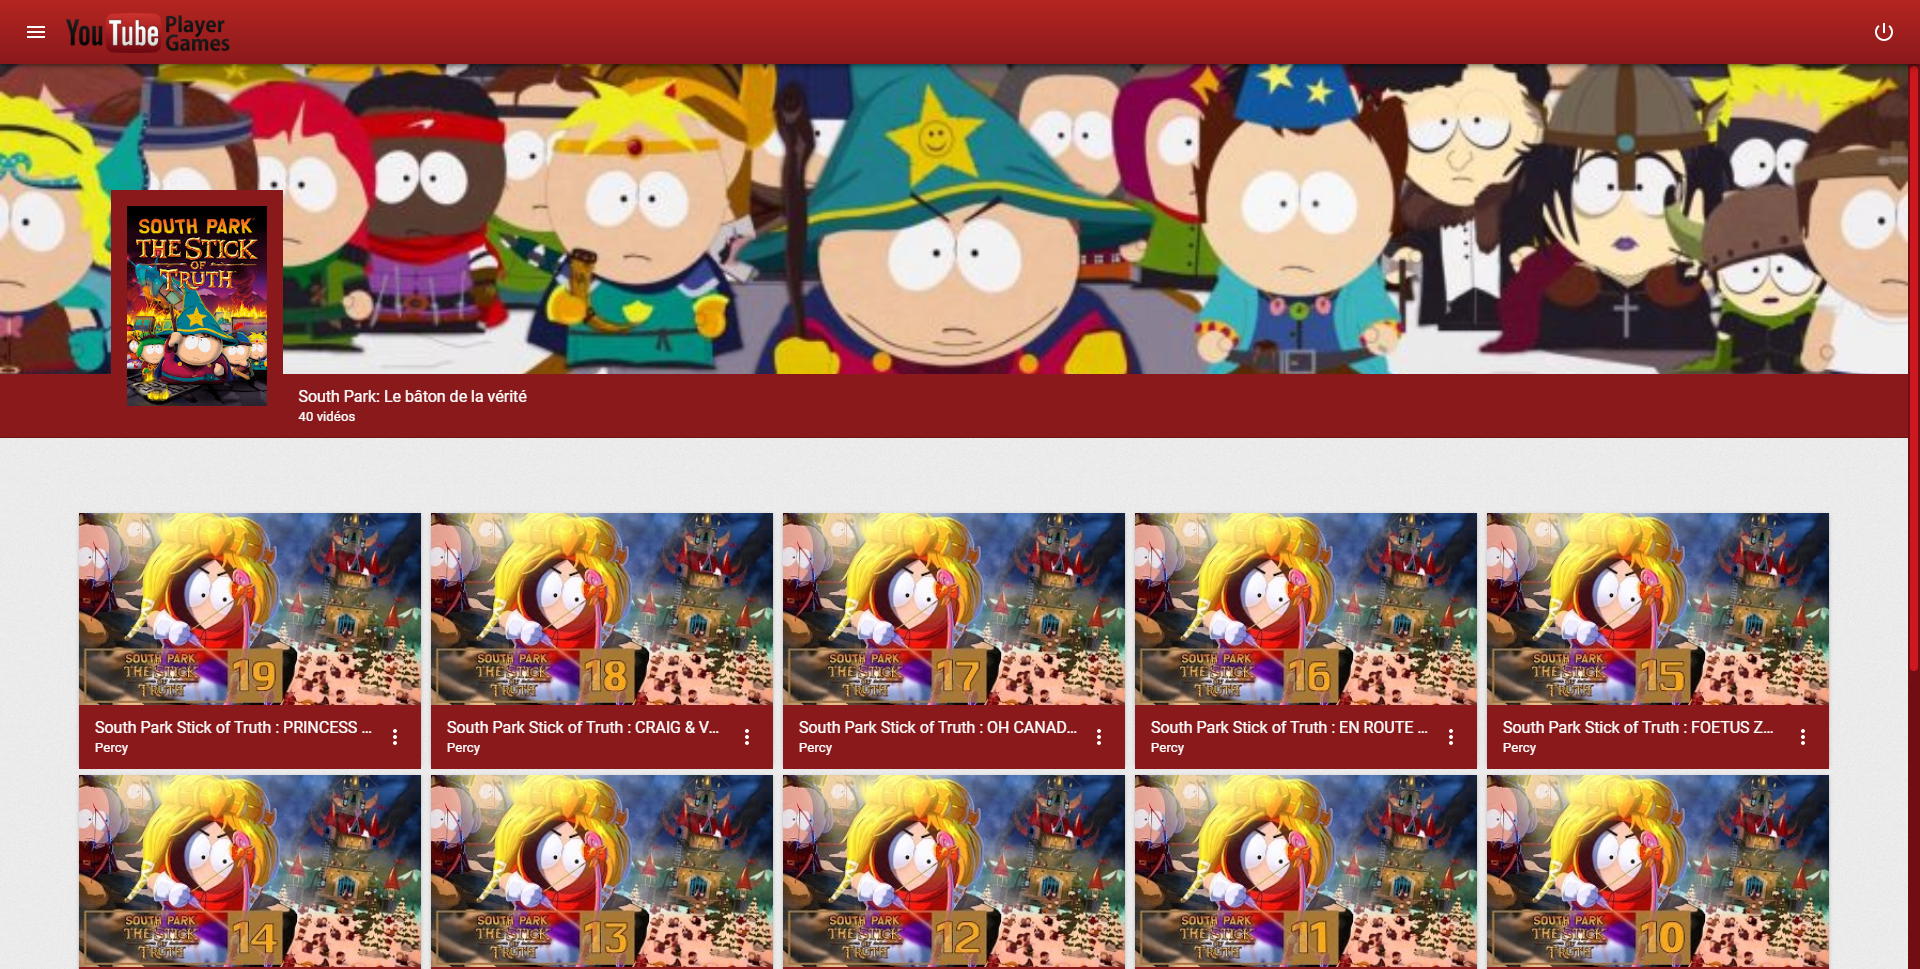 YouTube Player
Games
SOUTH PARK
THE STICK
OF
TRUTH
South Park: Le bâton de la vérité
40 vidéos
SOUTH PARK
THE STICK
OF
TRUTH
19
SOUTH PARK
THE STICK
OF
TRUTH
18
SOUTH PARK
THE STICK
OF
TRUTH
17
SOUTH PARK
THE STICK
OF
TRUTH
16
SOUTH PARK
THE STICK
OF
TRUTH
15
South Park Stick of Truth : PRINCESS ...
Percy
South Park Stick of Truth : CRAIG & V...
Percy
South Park Stick of Truth : OH CANAD...
Percy
South Park Stick of Truth : EN ROUTE ...
Percy
South Park Stick of Truth : FOETUS Z...
Percy
SOUTH PARK
THE STICK
OF
TRUTH
14
SOUTH PARK
THE STICK
OF
TRUTH
13
SOUTH PARK
THE STICK
OF
TRUTH
12
SOUTH PARK
THE STICK
OF
TRUTH
11
SOUTH PARK
THE STICK
OF
TRUTH
10